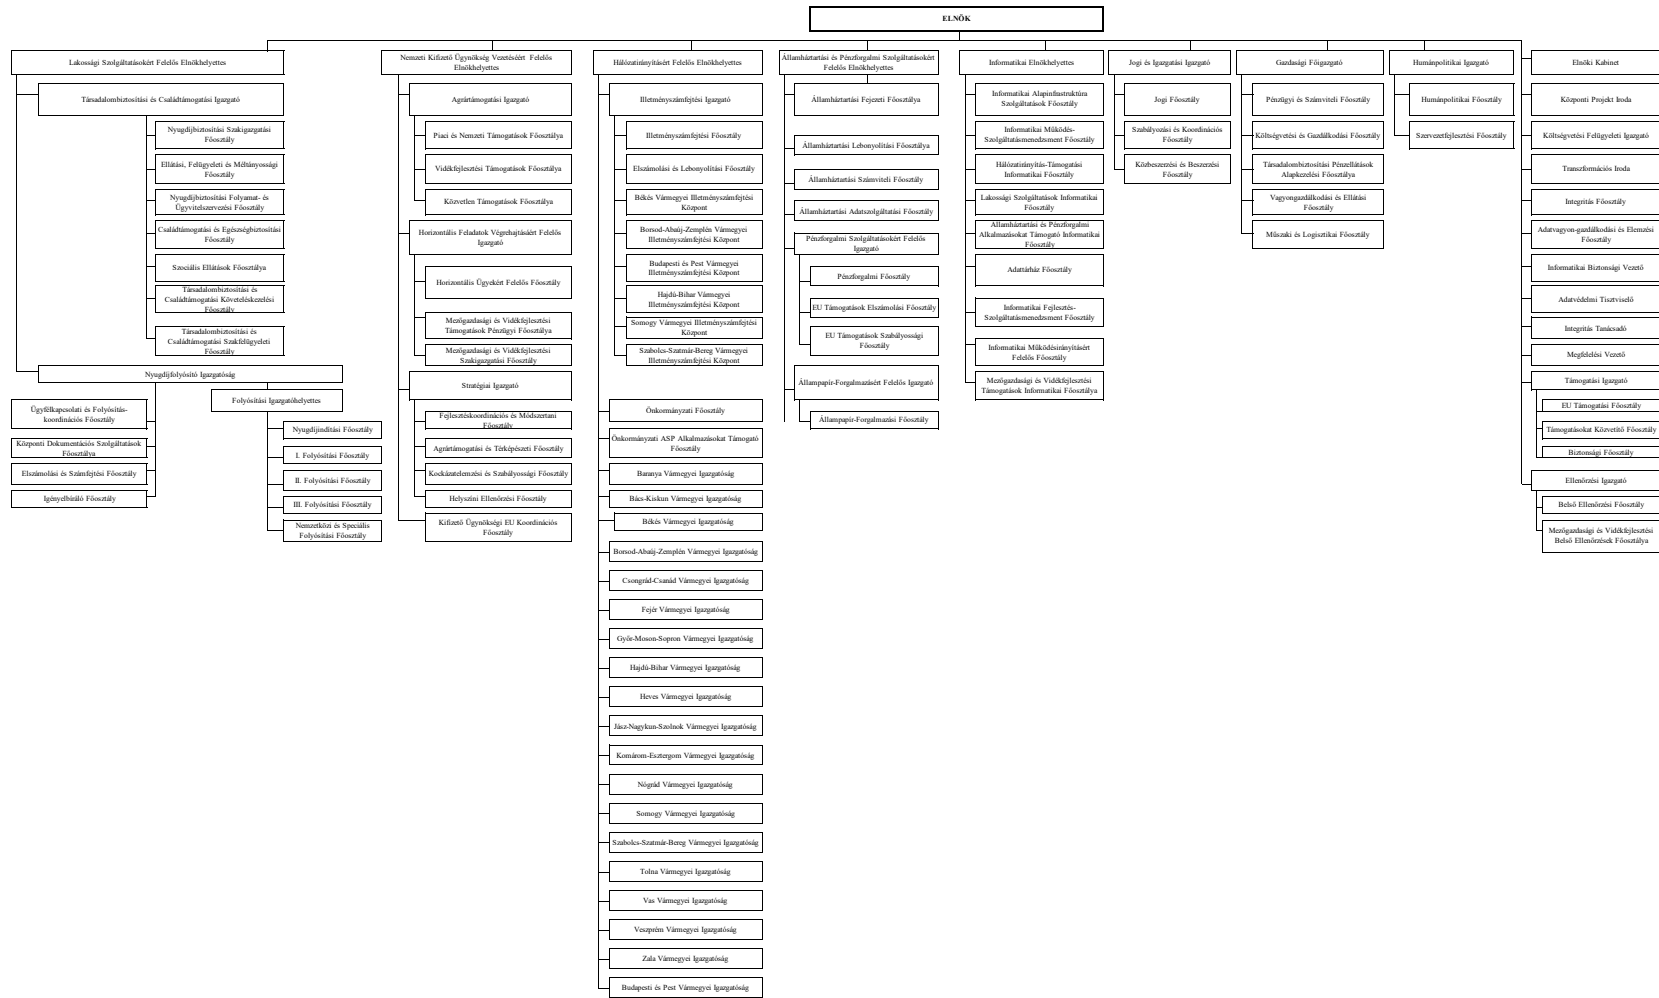 ELNÖK
Lakossági Szolgáltatásokért Felelős Elnökhelyettes
Társadalombiztosítási és Családtámogatási Igazgató
Nyugdíjbiztosítási Szakigazgatási
Főosztály
Ellátási, Felügyeleti és Méltányossági
Főosztály
Nyugdíjbiztosítási Folyamat- és
Ügyvitelszervezési Főosztály
Családtámogatási és Egészségbiztosítási
Főosztály
Szociális Ellátások Főosztálya
Társadalombiztosítási és
Családtámogatási Követeléskezelési
Főosztály
Társadalombiztosítási és
Családtámogatási Szakfelügyeleti
Főosztály
Nyugdíjfolyósító Igazgatóság
Ügyfélkapcsolati és Folyósítás-
koordinációs Főosztály
Központi Dokumentációs Szolgáltatások
Főosztálya
Elszámolási és Számfejtési Főosztály
Igényelbíráló Főosztály
Folyósítási Igazgatóhelyettes
Nyugdíjindítási Főosztály
I. Folyósítási Főosztály
II. Folyósítási Főosztály
III. Folyósítási Főosztály
Nemzetközi és Speciális
Folyósítási Főosztály
Nemzeti Kifizető Ügynökség Vezetéséért Felelős
Elnökhelyettes
Agrártámogatási Igazgató
Piaci és Nemzeti Támogatások Főosztálya
Vidékfejlesztési Támogatások Főosztálya
Közvetlen Támogatások Főosztálya
Horizontális Feladatok Végrehajtásáért Felelős
Igazgató
Horizontális Ügyekért Felelős Főosztály
Mezőgazdasági és Vidékfejlesztési
Támogatások Pénzügyi Főosztálya
Mezőgazdasági és Vidékfejlesztési
Szakigazgatási Főosztály
Stratégiai Igazgató
Fejlesztéskoordinációs és Módszertani
Főosztály
Agrártámogatási és Térképészeti Főosztály
Kockázatelemzési és Szabályossági Főosztály
Helyszíni Ellenőrzési Főosztály
Kifizető Ügynökségi EU Koordinációs
Főosztály
Hálózatirányításért Felelős Elnökhelyettes
Illetményszámfejtési Igazgató
Illetményszámfejtési Főosztály
Elszámolási és Lebonyolítási Főosztály
Békés Vármegyei Illetményszámfejtési
Központ
Borsod-Abaúj-Zemplén Vármegyei
Illetményszámfejtési Központ
Budapesti és Pest Vármegyei
Illetményszámfejtési Központ
Hajdú-Bihar Vármegyei
Illetményszámfejtési Központ
Somogy Vármegyei Illetményszámfejtési
Központ
Szabolcs-Szatmár-Bereg Vármegyei
Illetményszámfejtési Központ
Önkormányzati Főosztály
Önkormányzati ASP Alkalmazásokat Támogató
Főosztály
Baranya Vármegyei Igazgatóság
Bács-Kiskun Vármegyei Igazgatóság
Békés Vármegyei Igazgatóság
Borsod-Abaúj-Zemplén Vármegyei Igazgatóság
Csongrád-Csanád Vármegyei Igazgatóság
Fejér Vármegyei Igazgatóság
Győr-Moson-Sopron Vármegyei Igazgatóság
Hajdú-Bihar Vármegyei Igazgatóság
Heves Vármegyei Igazgatóság
Jász-Nagykun-Szolnok Vármegyei Igazgatóság
Komárom-Esztergom Vármegyei Igazgatóság
Nógrád Vármegyei Igazgatóság
Somogy Vármegyei Igazgatóság
Szabolcs-Szatmár-Bereg Vármegyei Igazgatóság
Tolna Vármegyei Igazgatóság
Vas Vármegyei Igazgatóság
Veszprém Vármegyei Igazgatóság
Zala Vármegyei Igazgatóság
Budapesti és Pest Vármegyei Igazgatóság
Államháztartási és Pénzforgalmi Szolgáltatásokért
Felelős Elnökhelyettes
Államháztartási Fejezeti Főosztálya
Államháztartási Lebonyolítási Főosztálya
Államháztartási Számviteli Főosztály
Államháztartási Adatszolgáltatási Főosztály
Pénzforgalmi Szolgáltatásokért Felelős
Igazgató
Pénzforgalmi Főosztály
EU Támogatások Elszámolási Főosztály
EU Támogatások Szabályossági
Főosztály
Állampapír-Forgalmazásért Felelős Igazgató
Állampapír-Forgalmazási Főosztály
Informatikai Elnökhelyettes
Informatikai Alapinfrastruktúra
Szolgáltatások Főosztály
Informatikai Működés-
Szolgáltatásmenedzsment Főosztály
Hálózatirányítás-Támogatási
Informatikai Főosztály
Lakossági Szolgáltatások Informatikai
Főosztály
Államháztartási és Pénzforgalmi
Alkalmazásokat Támogató Informatikai
Főosztály
Adattárház Főosztály
Informatikai Fejlesztés-
Szolgáltatásmenedzsment Főosztály
Informatikai Működésirányításért
Felelős Főosztály
Mezőgazdasági és Vidékfejlesztési
Támogatások Informatikai Főosztálya
Jogi és Igazgatási Igazgató
Jogi Főosztály
Szabályozási és Koordinációs
Főosztály
Közbeszerzési és Beszerzési
Főosztály
Gazdasági Főigazgató
Pénzügyi és Számviteli Főosztály
Költségvetési és Gazdálkodási Főosztály
Társadalombiztosítási Pénzellátások
Alapkezelési Főosztálya
Vagyongazdálkodási és Ellátási
Főosztály
Műszaki és Logisztikai Főosztály
Humánpolitikai Igazgató
Humánpolitikai Főosztály
Szervezetfejlesztési Főosztály
Elnöki Kabinet
Központi Projekt Iroda
Költségvetési Felügyeleti Igazgató
Transzformációs Iroda
Integritás Főosztály
Adatvagyon-gazdálkodási és Elemzési
Főosztály
Informatikai Biztonsági Vezető
Adatvédelmi Tisztviselő
Integritás Tanácsadó
Megfelelési Vezető
Támogatási Igazgató
EU Támogatási Főosztály
Támogatásokat Közvetítő Főosztály
Biztonsági Főosztály
Ellenőrzési Igazgató
Belső Ellenőrzési Főosztály
Mezőgazdasági és Vidékfejlesztési
Belső Ellenőrzések Főosztálya